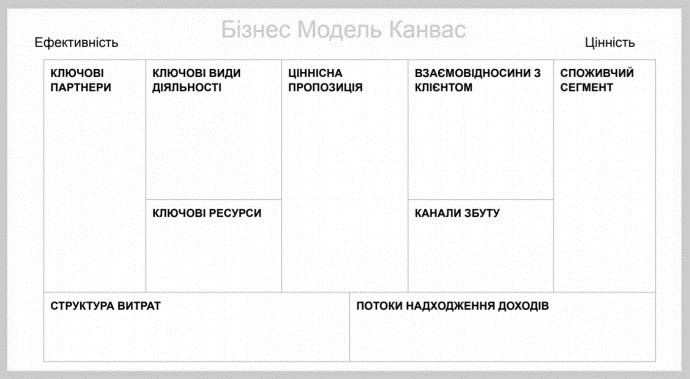 Бізнес Модель Канвас
Ефективність
Цінність
КЛЮЧОВІ
ПАРТНЕРИ
КЛЮЧОВІ ВИДИ
ДІЯЛЬНОСТІ
КЛЮЧОВІ РЕСУРСИ
ЦІННІСНА
ПРОПОЗИЦІЯ
ВЗАЄМОВІДНОСИНИ З
КЛІЄНТОМ
КАНАЛИ ЗБУТУ
СПОЖИВЧИЙ
СЕГМЕНТ
СТРУКТУРА ВИТРАТ
ПОТОКИ НАДХОДЖЕННЯ ДОХОДІВ